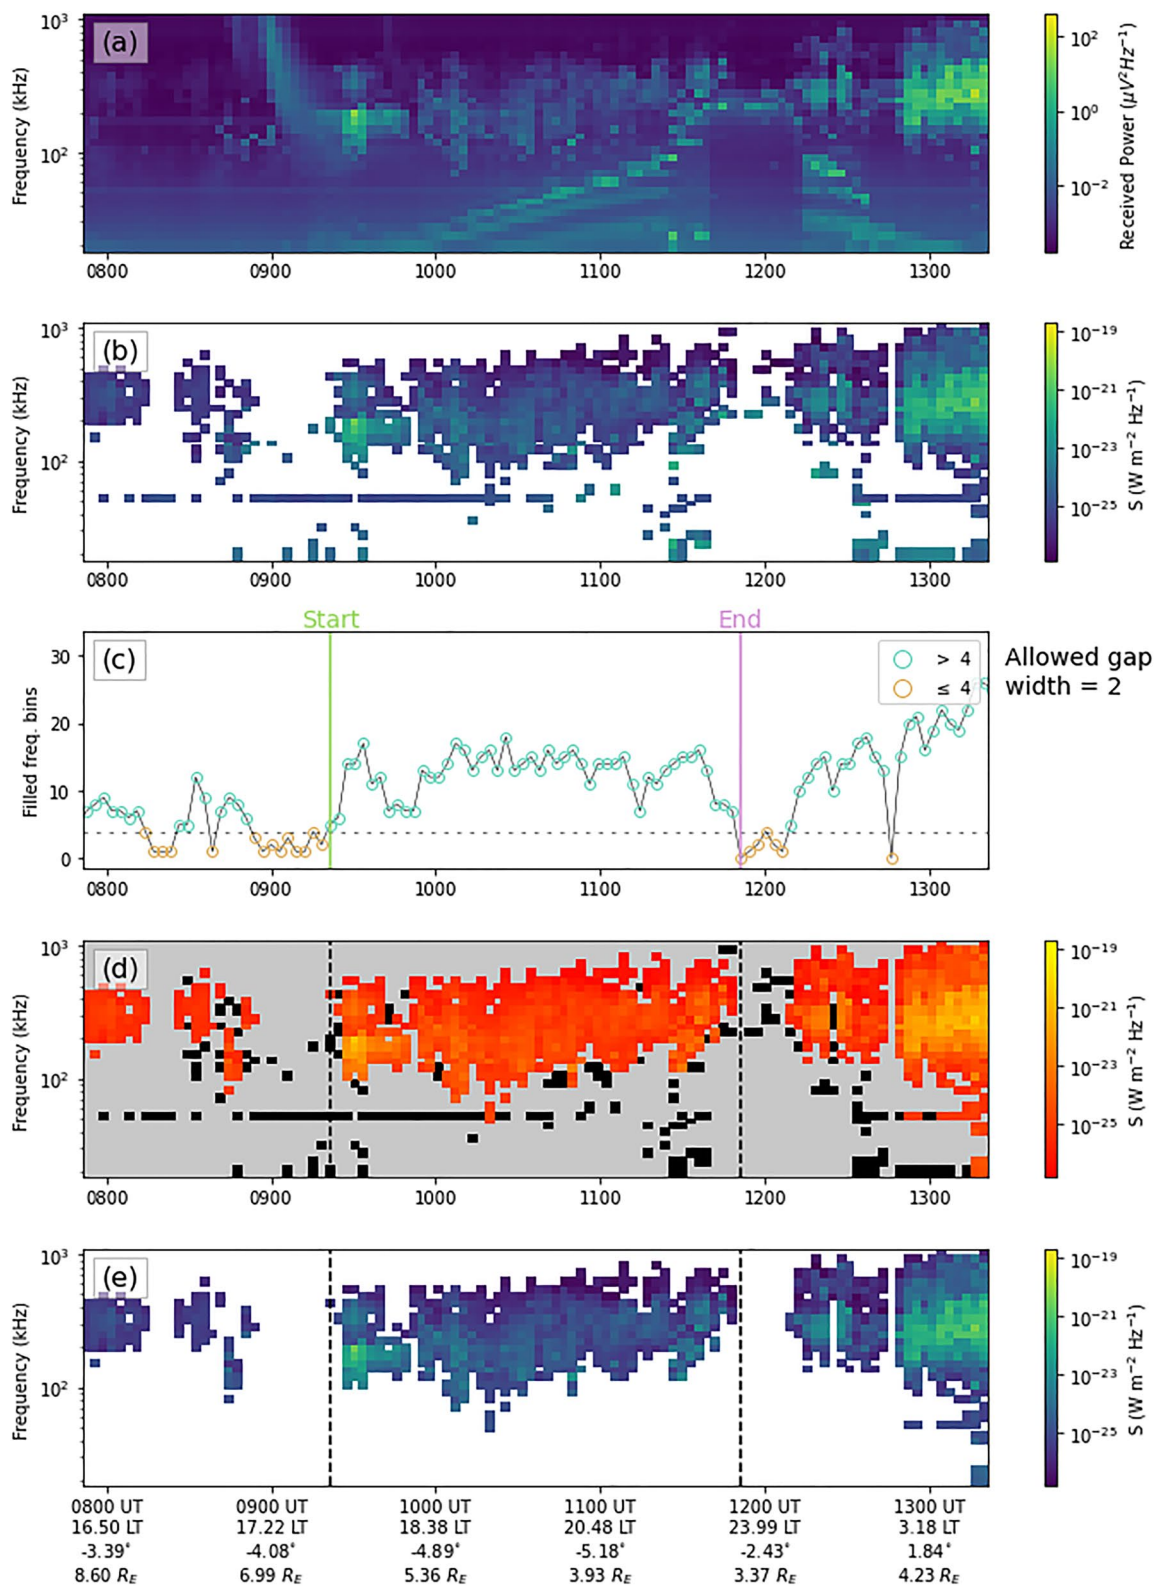 (a)
10³
10²
Frequency (kHz)
0800 0900 1000 1100 1200 1300
10²
10⁰
10⁻²
Received Power (μV²Hz⁻¹)
(b)
10³
10²
Frequency (kHz)
0800 0900 1000 1100 1200 1300
10⁻¹⁹
10⁻²¹
10⁻²³
10⁻²⁵
S (W m⁻² Hz⁻¹)
Start End
(c)
30
20
10
0
Filled freq. bins
> 4
≤ 4
Allowed gap
width = 2
0800 0900 1000 1100 1200 1300
(d)
10³
10²
Frequency (kHz)
0800 0900 1000 1100 1200 1300
10⁻¹⁹
10⁻²¹
10⁻²³
10⁻²⁵
S (W m⁻² Hz⁻¹)
(e)
10³
10²
Frequency (kHz)
10⁻¹⁹
10⁻²¹
10⁻²³
10⁻²⁵
S (W m⁻² Hz⁻¹)
0800 UT 0900 UT 1000 UT 1100 UT 1200 UT 1300 UT
16.50 LT 17.22 LT 18.38 LT 20.48 LT 23.99 LT 3.18 LT
-3.39° -4.08° -4.89° -5.18° -2.43° 1.84°
8.60 R_E 6.99 R_E 5.36 R_E 3.93 R_E 3.37 R_E 4.23 R_E